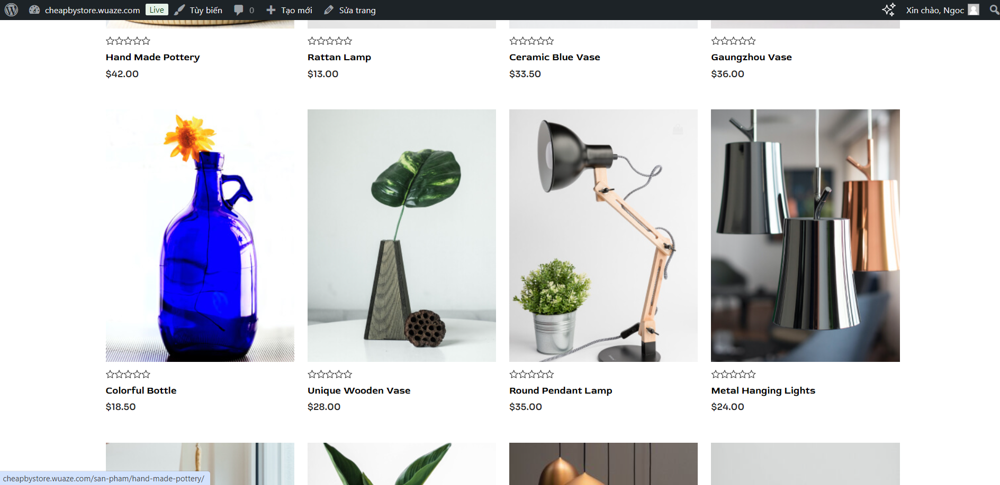 cheapbystore.wuaze.com Live Tùy biến 0 Tạo mới Sửa trang Xin chào, Ngoc
Hand Made Pottery
$42.00
Rattan Lamp
$13.00
Ceramic Blue Vase
$33.50
Gaungzhou Vase
$36.00
Colorful Bottle
$18.50
Unique Wooden Vase
$28.00
Round Pendant Lamp
$35.00
Metal Hanging Lights
$24.00
cheapbystore.wuaze.com/san-pham/hand-made-pottery/